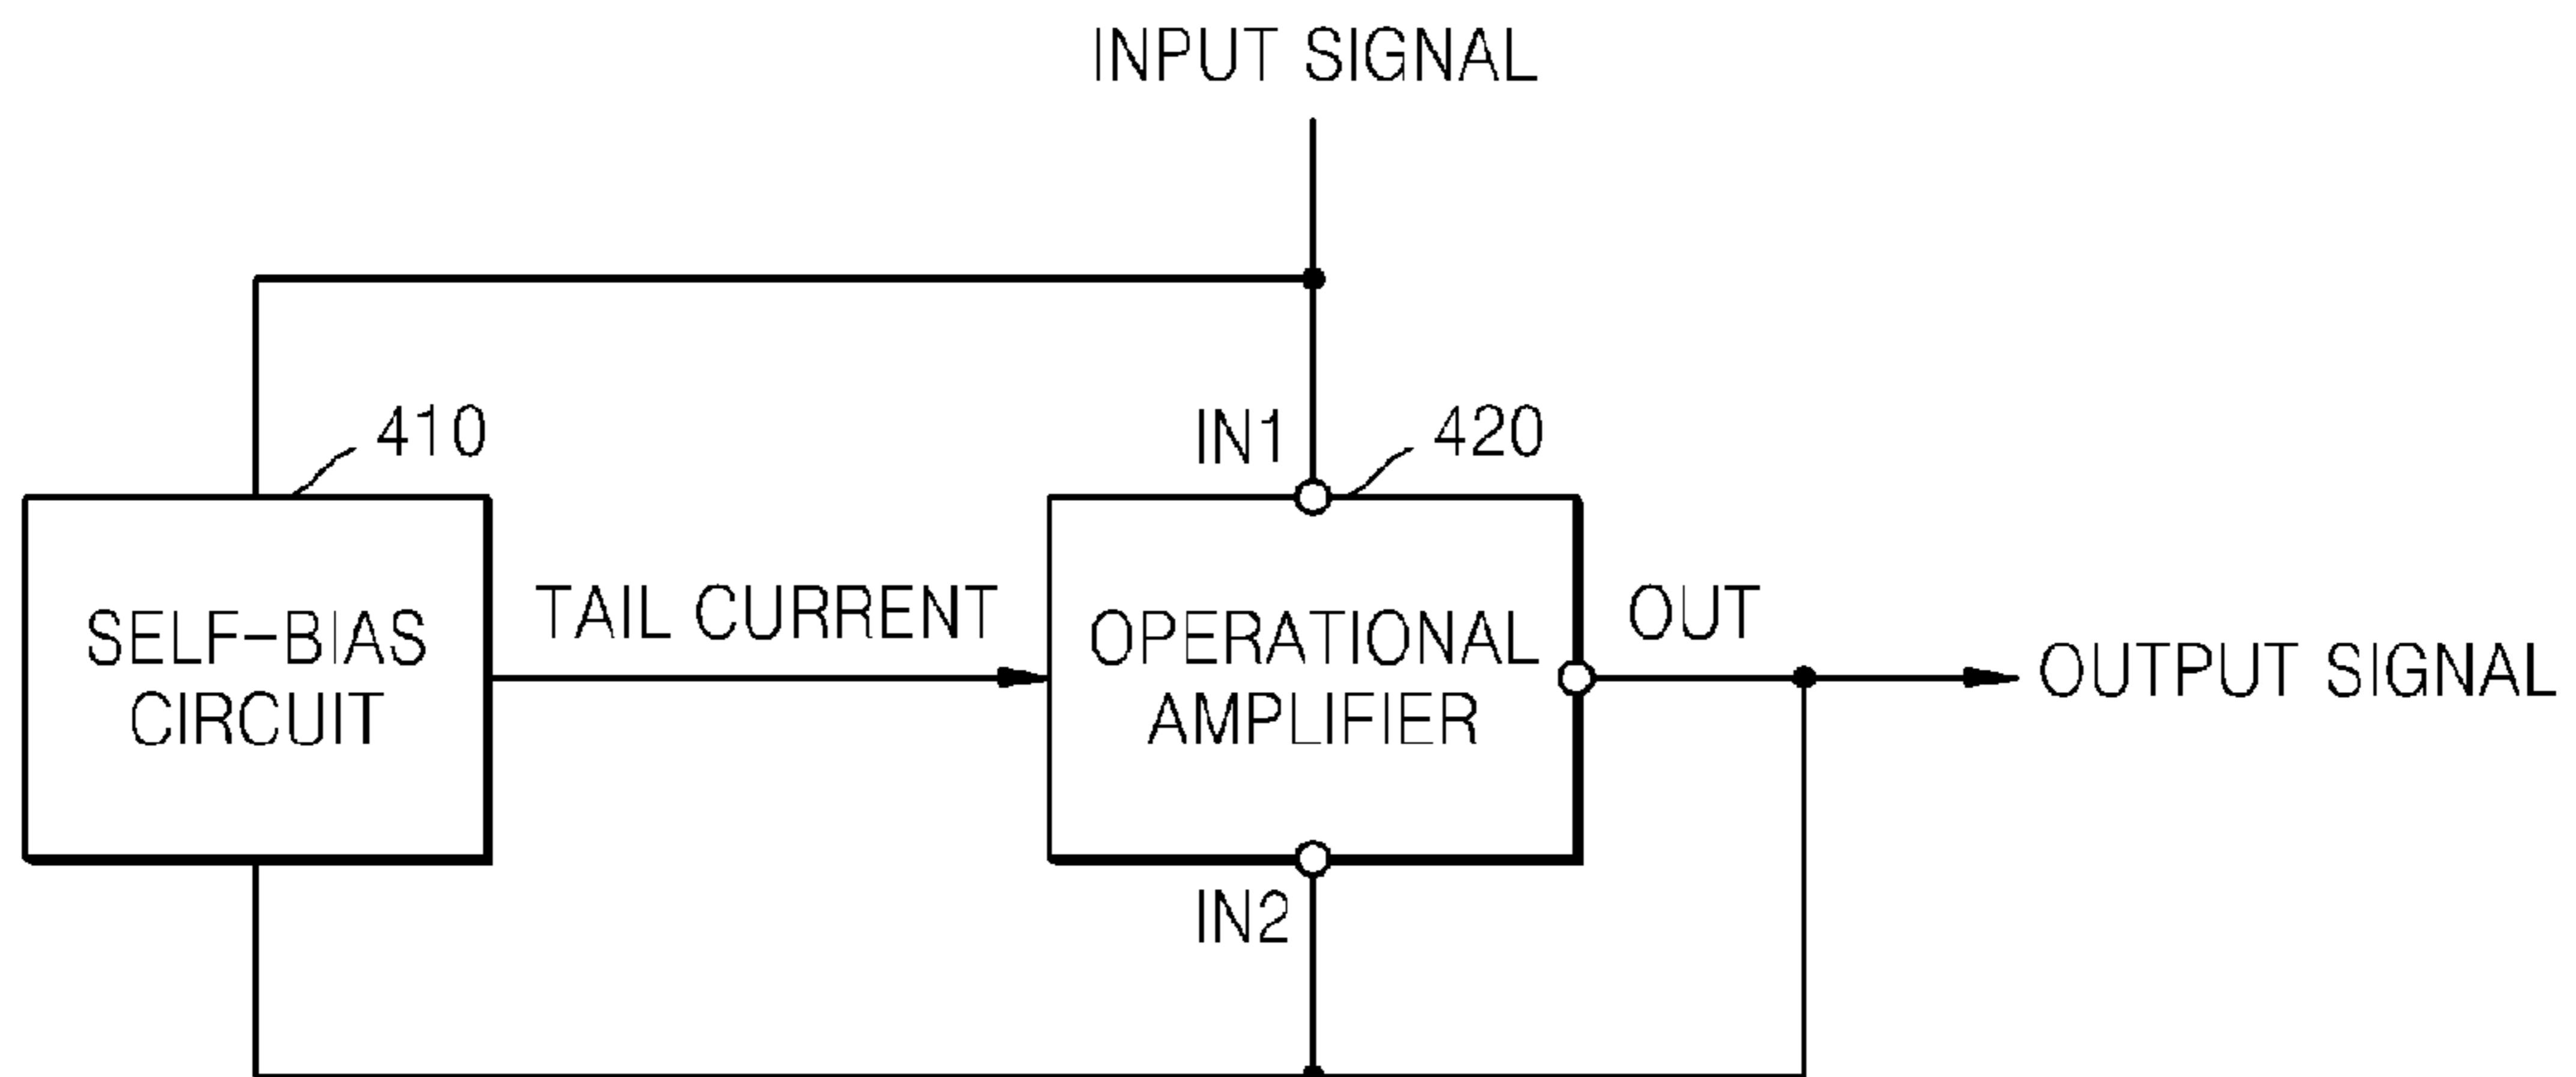 INPUT SIGNAL
410
IN1
420
SELF-BIAS
CIRCUIT
TAIL CURRENT
OPERATIONAL
AMPLIFIER
OUT
OUTPUT SIGNAL
IN2